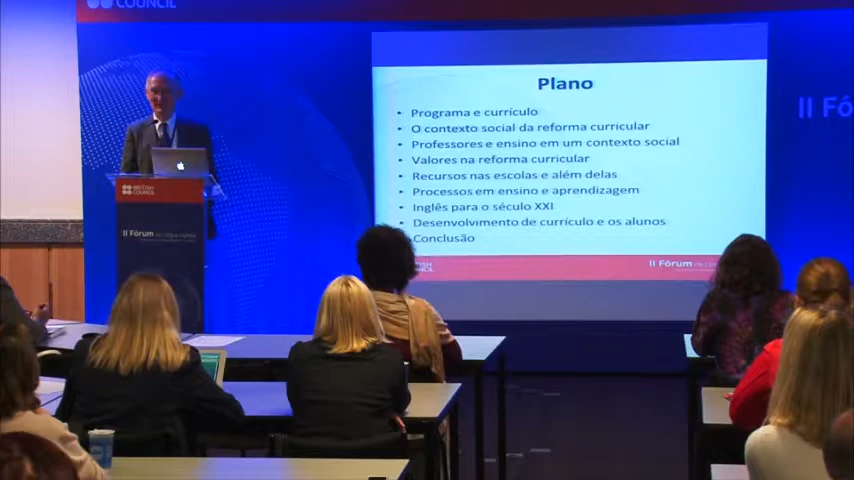 COUNCIL
Plano
• Programa e currículo
• O contexto social da reforma curricular
• Professores e ensino em um contexto social
• Valores na reforma curricular
• Recursos nas escolas e além delas
• Processos em ensino e aprendizagem
• Inglês para o século XXI
• Desenvolvimento de currículo e os alunos
• Conclusão
II Fó
BRITISH COUNCIL
II Fórum
II Fórum